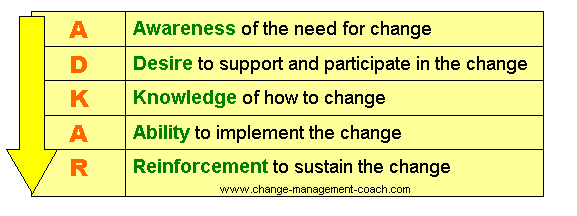 A Awareness of the need for change
D Desire to support and participate in the change
K Knowledge of how to change
A Ability to implement the change
R Reinforcement to sustain the change
www.change-management-coach.com